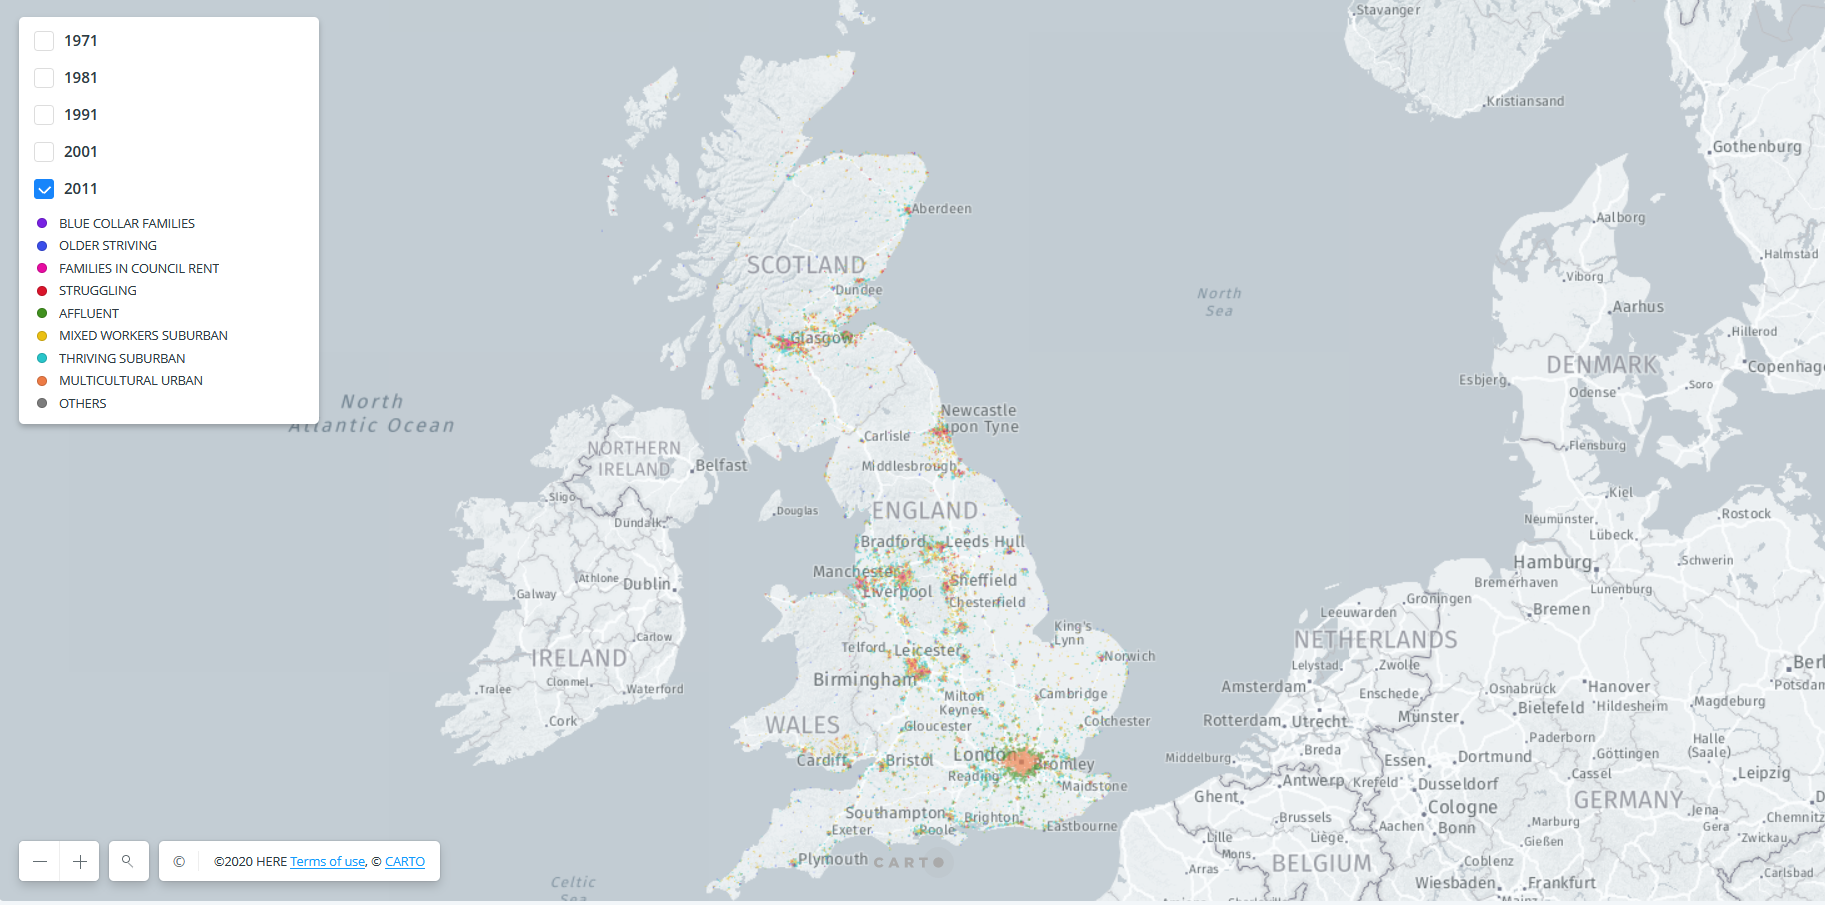 1971
1981
1991
2001
2011
BLUE COLLAR FAMILIES
OLDER STRIVING
FAMILIES IN COUNCIL RENT
STRUGGLING
AFFLUENT
MIXED WORKERS SUBURBAN
THRIVING SUBURBAN
MULTICULTURAL URBAN
OTHERS
Stavanger
Kristiansand
Gothenburg
Aberdeen
Aalborg
SCOTLAND
Halmstad
Viborg
Dundee
North
Sea
Aarhus
Glasgow
Hillerod
DENMARK
Copenhag
Esbjerg
Soro
Odense
North
Atlantic Ocean
Newcastle
upon Tyne
Carlisle
NORTHERN
IRELAND
Belfast
Middlesbrough
Flensburg
Sligo
Kiel
Douglas
ENGLAND
Rostock
Dundalk
Neumünster
Lübeck
Bradford
Leeds
Hull
Schwerin
Hamburg
Manchester
Sheffield
Athlone
Dublin
Bremerhaven
Lunenburg
Galway
Liverpool
Chesterfield
Groningen
Leeuwarden
Bremen
King's
Lynn
Carlow
NETHERLANDS
Telford
Leicester
Norwich
IRELAND
Lelystad
Zwolle
Berl
Clonmel
Birmingham
Tralee
Waterford
Amsterdam
Enschede
Osnabrück
Hanover
Potsdam
Milton
Keynes
Cambridge
Magdeburg
Bielefeld
Hildesheim
Cork
WALES
Gloucester
Colchester
Rotterdam
Utrecht
Münster
Paderborn
Halle
(Saale)
London
Bromley
Breda
Dortmund
Göttingen
Cardiff
Bristol
Middelburg
Essen
Reading
Maidstone
Antwerp
Krefeld
Dusseldorf
Cassel
Leipzig
Ghent
Cologne
GERMANY
Southampton
Brighton
Eastbourne
Brussels
Aachen
Bonn
Marburg
Jena
Gera
Chemnitz
D
Exeter
Poole
Lille
Liège
Gießen
Zwickau
Mons
Plymouth
CARTO
BELGIUM
Coblenz
Arras
Carlsbad
Celtic
Sea
Wiesbaden
Frankfurt
©
©2020 HERE Terms of use, © CARTO